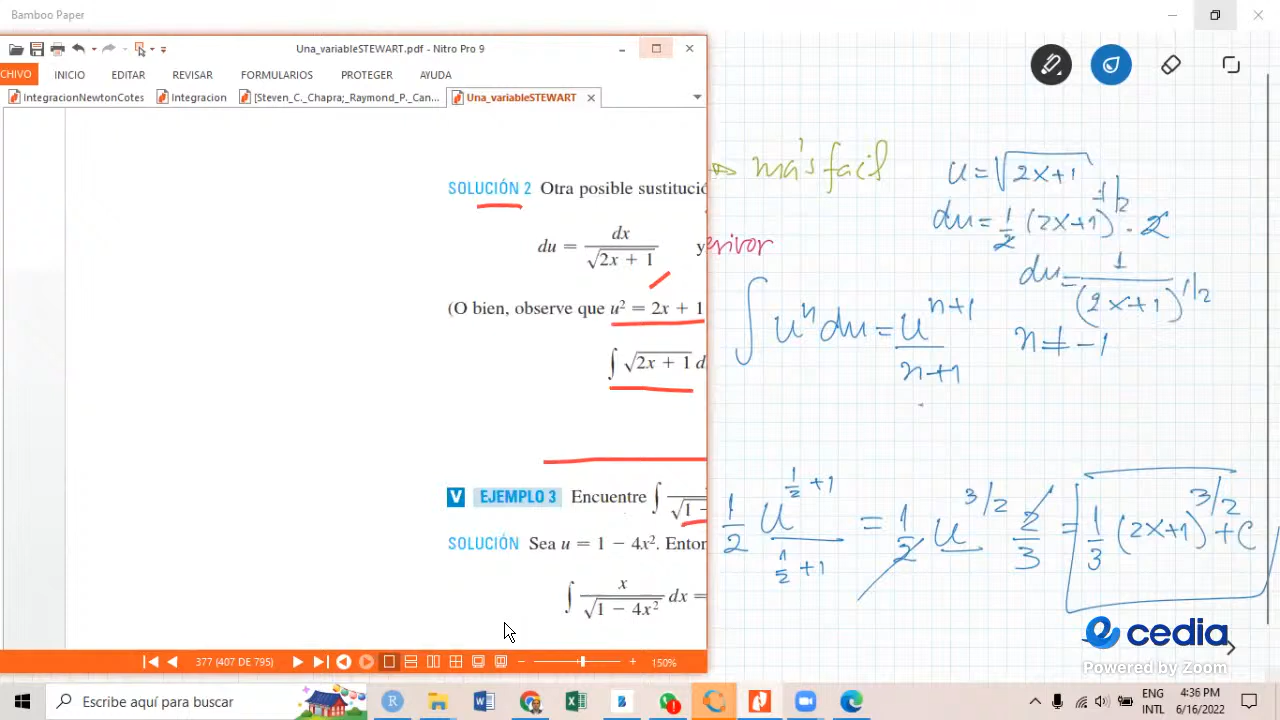 Bamboo Paper
Una_variableSTEWART.pdf - Nitro Pro 9
CHIVO INICIO EDITAR REVISAR FORMULARIOS PROTEGER AYUDA
IntegracionNewtonCotes Integracion [Steven_C._Chapra;_Raymond_P._Can... Una_variableSTEWART
SOLUCIÓN 2 Otra posible sustitució
du = dx / √2x + 1 y
(O bien, observe que u² = 2x + 1
∫ √2x + 1 d
V EJEMPLO 3 Encuentre ∫
√1 −
SOLUCIÓN Sea u = 1 − 4x². Enton
∫ x / √1 − 4x² dx =
377 (407 DE 795) 150%
más facil
erivor
u = √2x+1
du = 1/2 (2x+1)^-1/2 · 2
du = 1 / (2x+1)^1/2
∫ u^n du = u^n+1 / n+1 n ≠ -1
1/2 u^1/2+1 / 1/2+1 = 1/2 u^3/2 2/3 = 1/3 (2x+1)^3/2 + C
cedia
Powered by Zoom
Escribe aquí para buscar
ENG
INTL
4:36 PM
6/16/2022